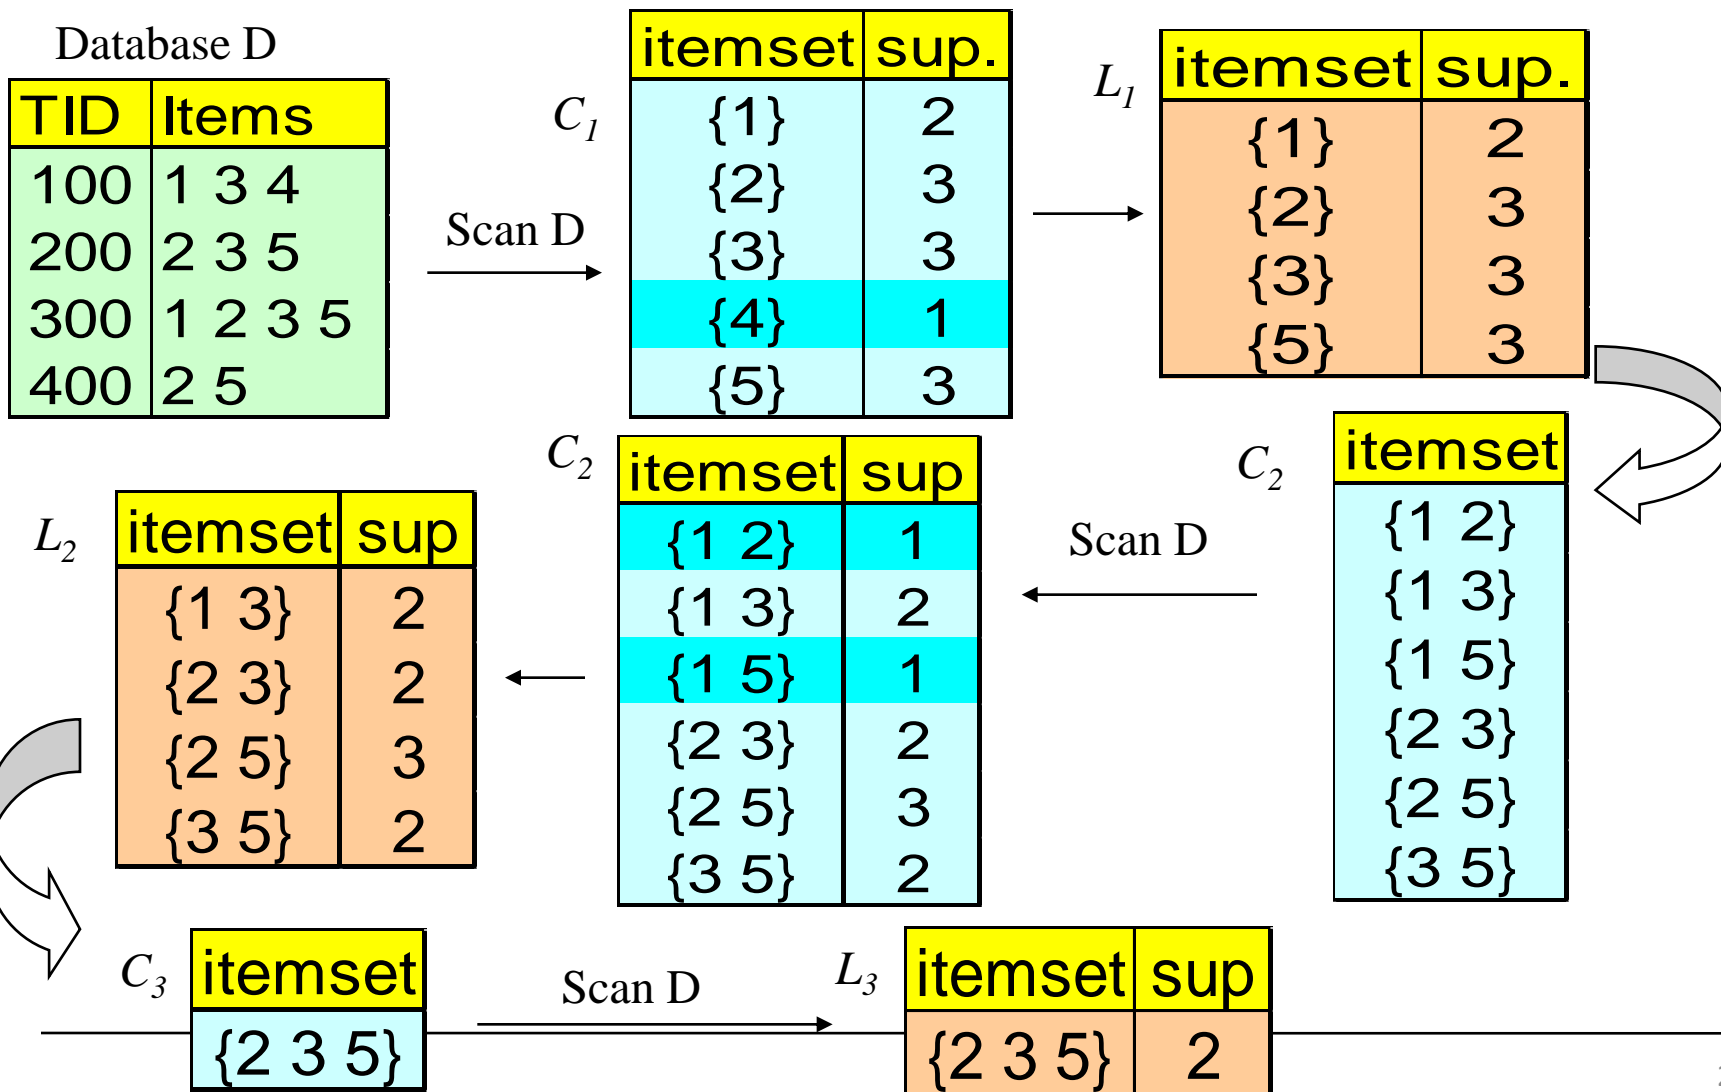 Database D
TID Items
100 1 3 4
200 2 3 5
300 1 2 3 5
400 2 5
Scan D
C1
itemset sup.
{1} 2
{2} 3
{3} 3
{4} 1
{5} 3
L1
itemset sup.
{1} 2
{2} 3
{3} 3
{5} 3
C2
itemset
{1 2}
{1 3}
{1 5}
{2 3}
{2 5}
{3 5}
Scan D
C2
itemset sup
{1 2} 1
{1 3} 2
{1 5} 1
{2 3} 2
{2 5} 3
{3 5} 2
L2
itemset sup
{1 3} 2
{2 3} 2
{2 5} 3
{3 5} 2
C3
itemset
{2 3 5}
Scan D
L3
itemset sup
{2 3 5} 2